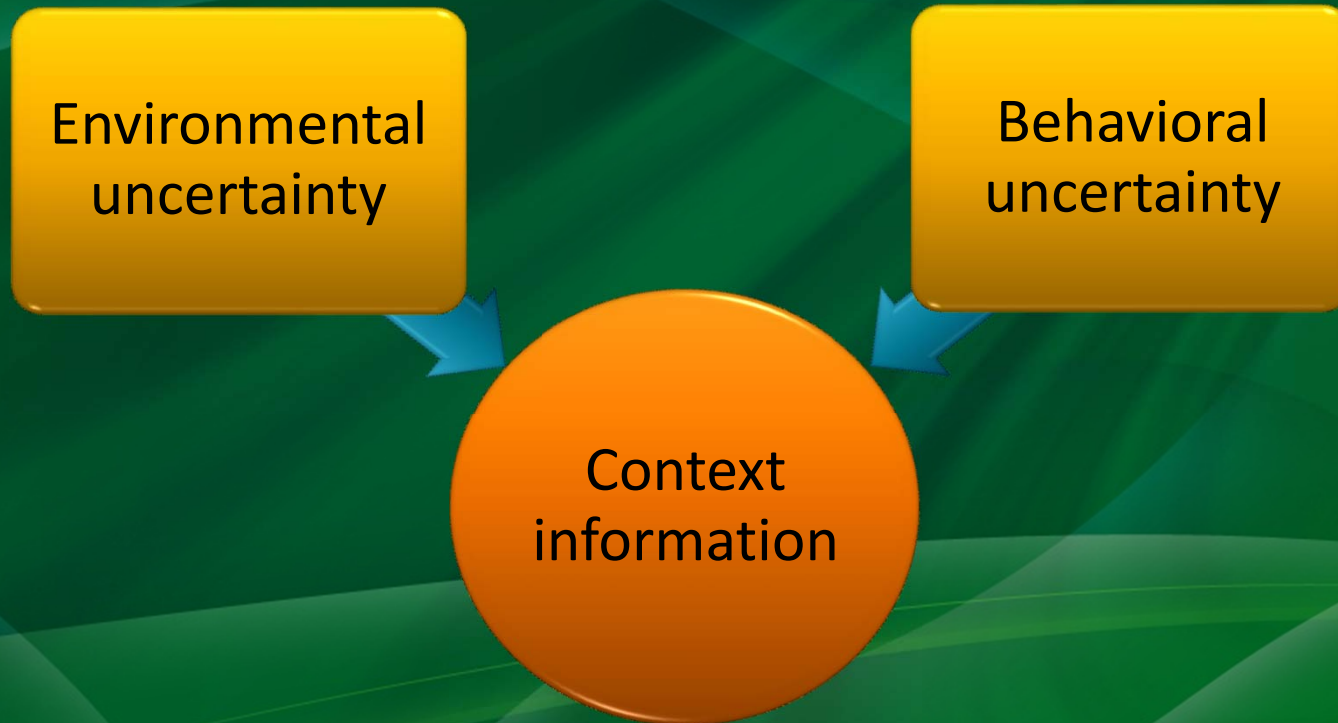 Environmental
uncertainty
Behavioral
uncertainty
Context
information